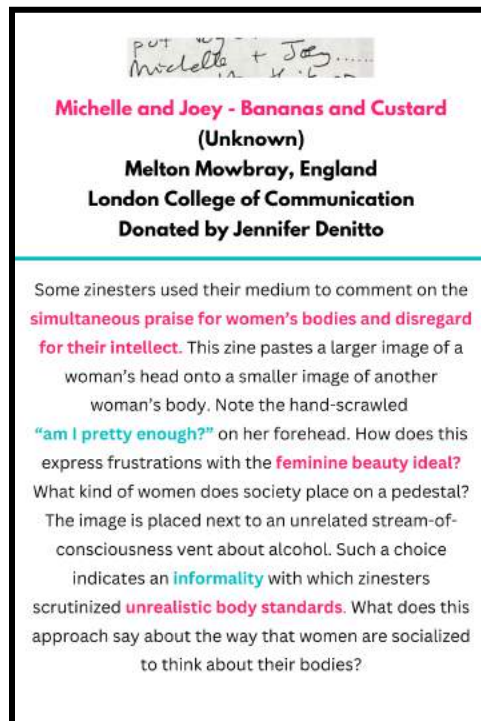 put
Michelle + Joey......
Michelle and Joey - Bananas and Custard
(Unknown)
Melton Mowbray, England
London College of Communication
Donated by Jennifer Denitto
Some zinesters used their medium to comment on the
simultaneous praise for women's bodies and disregard
for their intellect. This zine pastes a larger image of a
woman's head onto a smaller image of another
woman's body. Note the hand-scrawled
"am I pretty enough?" on her forehead. How does this
express frustrations with the feminine beauty ideal?
What kind of women does society place on a pedestal?
The image is placed next to an unrelated stream-of-
consciousness vent about alcohol. Such a choice
indicates an informality with which zinesters
scrutinized unrealistic body standards. What does this
approach say about the way that women are socialized
to think about their bodies?